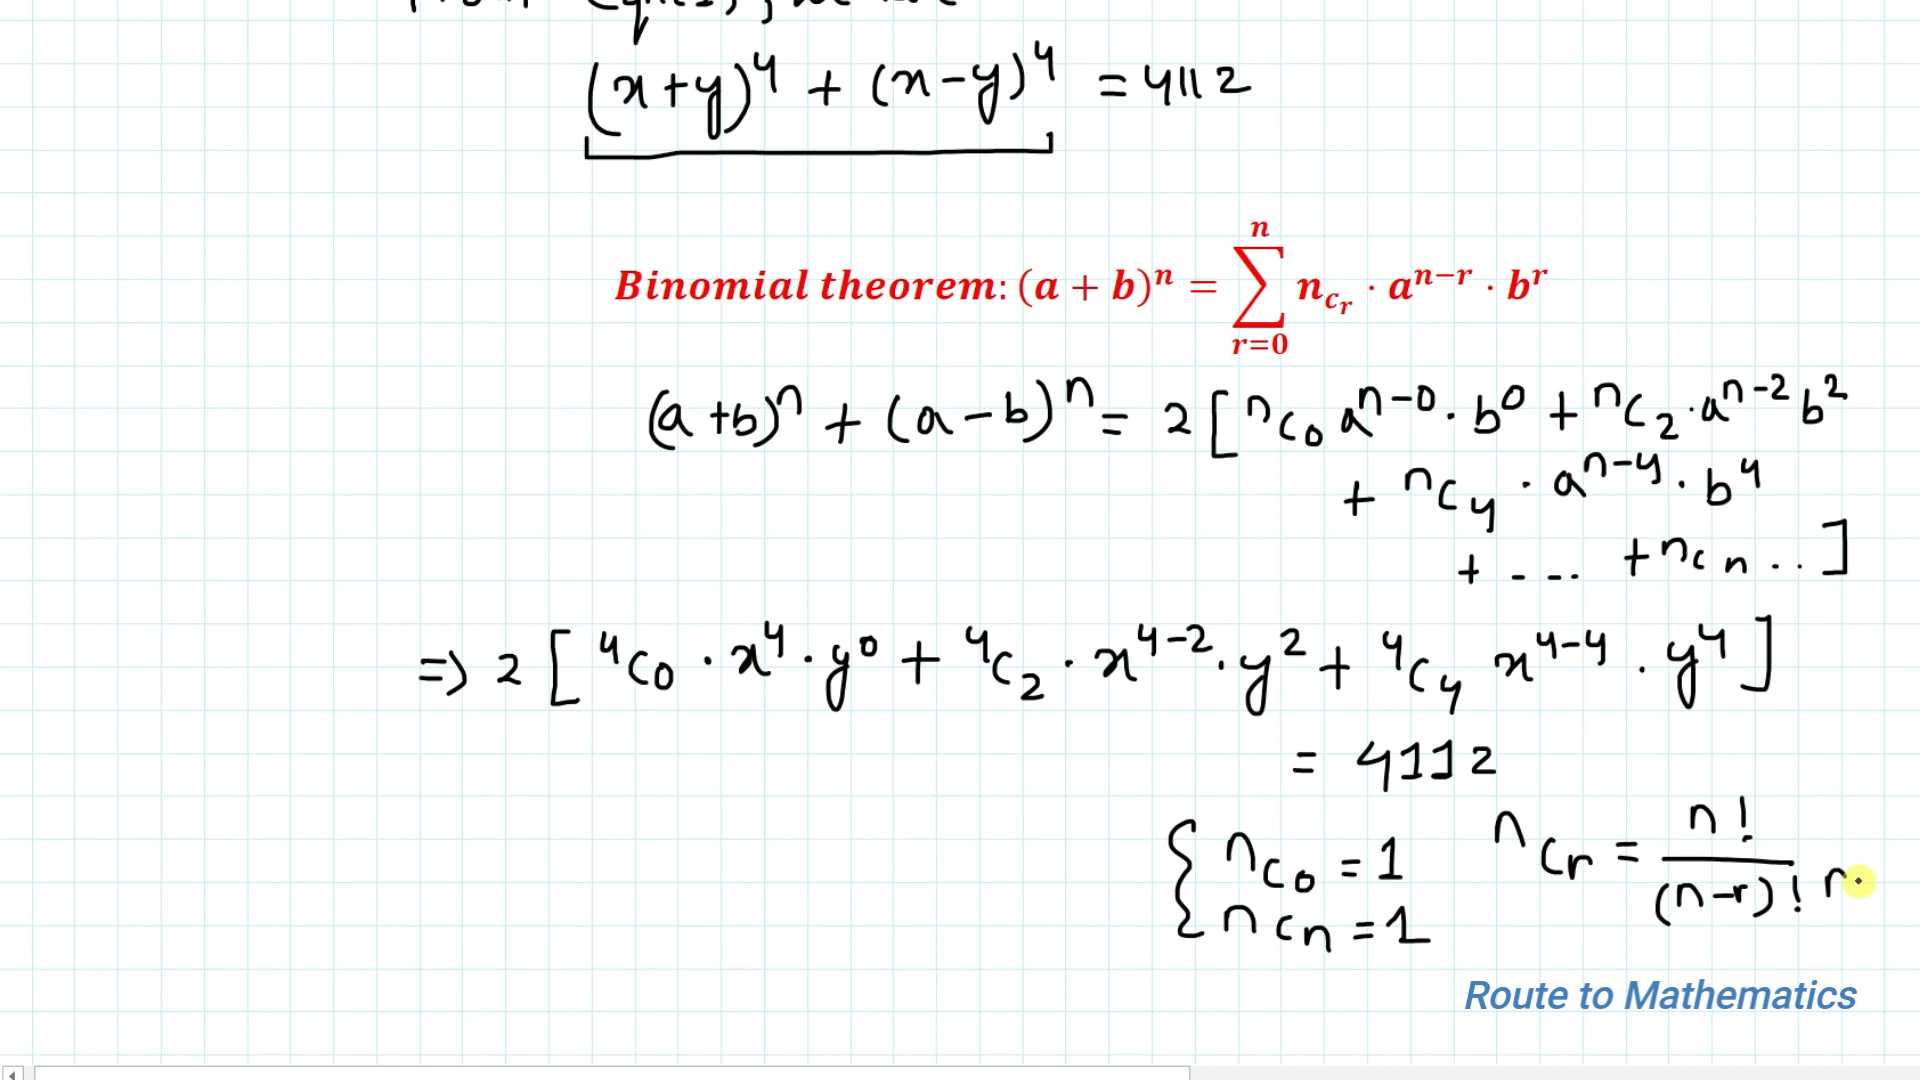 (x+y)^4 + (x-y)^4 = 4112
Binomial theorem: (a + b)^n = ∑_{r=0}^{n} n_{c_r} · a^{n-r} · b^r
(a+b)^n + (a-b)^n = 2 [ ^nC_0 a^{n-0} · b^0 + ^nC_2 · a^{n-2} b^2
+ ^nC_4 · a^{n-4} · b^4
+ - - -· + ^nC_n .. ]
=> 2 [ ^4C_0 · x^4 · y^0 + ^4C_2 · x^{4-2} · y^2 + ^4C_4 x^{4-4} · y^4 ]
= 4112
{ ^nC_0 = 1 ^nC_r = n! / (n-r)! r
^nC_n = 1
Route to Mathematics